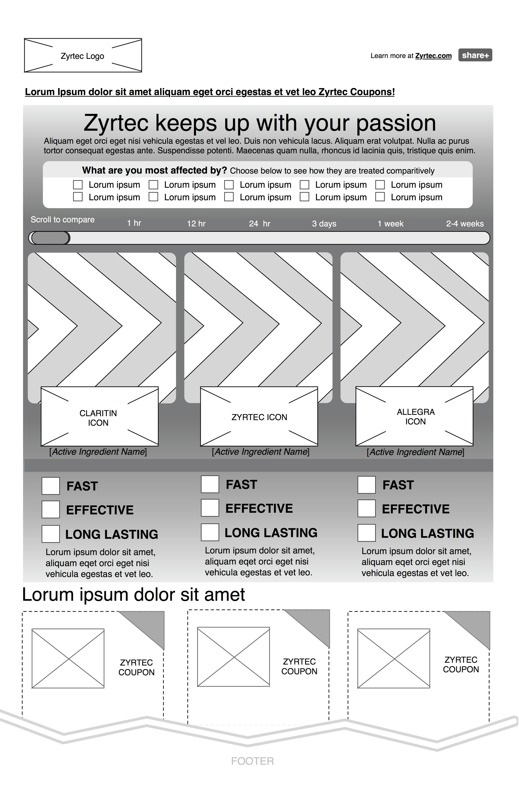 Zyrtec Logo
Learn more at Zyrtec.com
share+
Lorum Ipsum dolor sit amet aliquam eget orci egestas et vet leo Zyrtec Coupons!
Zyrtec keeps up with your passion
Aliquam eget orci eget nisi vehicula egestas et vel leo. Duis non vehicula lacus. Aliquam erat volutpat. Nulla ac purus
tortor consequat egestas ante. Suspendisse potenti. Maecenas quam nulla, rhoncus id lacinia quis, tristique quis enim.
What are you most affected by? Choose below to see how they are treated comparitively
Lorum ipsum Lorum ipsum Lorum ipsum Lorum ipsum Lorum ipsum
Lorum ipsum Lorum ipsum Lorum ipsum Lorum ipsum Lorum ipsum
Scroll to compare
1 hr 12 hr 24 hr 3 days 1 week 2-4 weeks
CLARITIN
ICON
ZYRTEC ICON
ALLEGRA
ICON
[Active Ingredient Name] [Active Ingredient Name] [Active Ingredient Name]
FAST
EFFECTIVE
LONG LASTING
Lorum ipsum dolor sit amet,
aliquam eqet orci eget nisi
vehicula egestas et vet leo.
FAST
EFFECTIVE
LONG LASTING
Lorum ipsum dolor sit amet,
aliquam eqet orci eget nisi
vehicula egestas et vet leo.
FAST
EFFECTIVE
LONG LASTING
Lorum ipsum dolor sit amet,
aliquam eqet orci eget nisi
vehicula egestas et vet leo.
Lorum ipsum dolor sit amet
ZYRTEC
COUPON
ZYRTEC
COUPON
ZYRTEC
COUPON
FOOTER